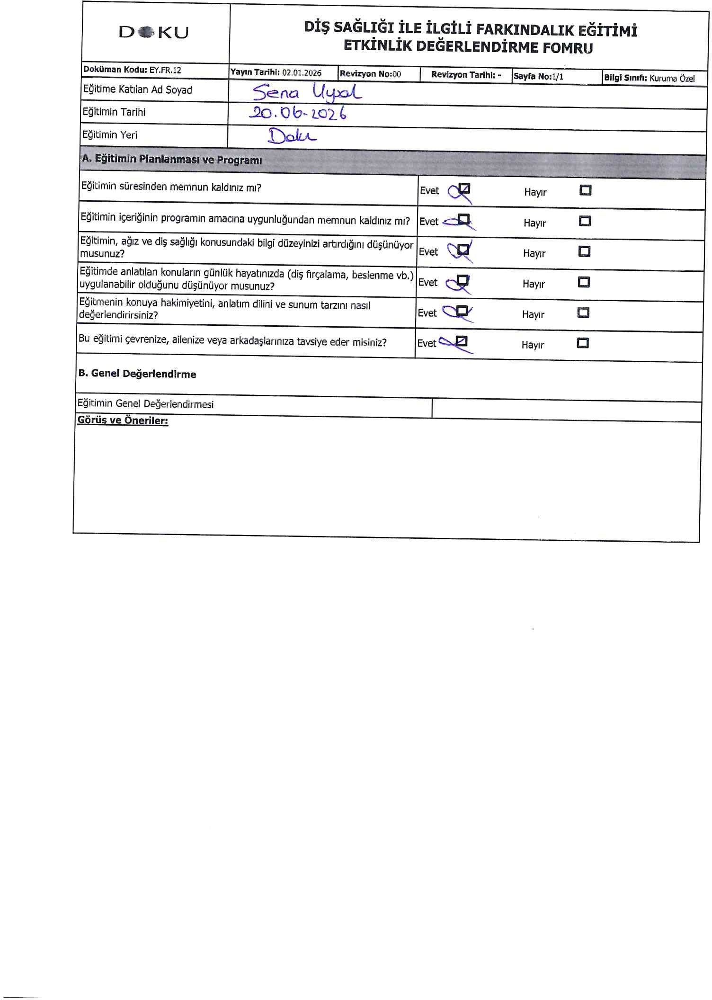 DOKU
DİŞ SAĞLIĞI İLE İLGİLİ FARKINDALIK EĞİTİMİ
ETKİNLİK DEĞERLENDİRME FOMRU
Doküman Kodu: EY.FR.12 Yayın Tarihi: 02.01.2026 Revizyon No:00 Revizyon Tarihi: - Sayfa No:1/1 Bilgi Sınıfı: Kuruma Özel
Eğitime Katılan Ad Soyad Sena Uysal
Eğitimin Tarihi 20.06.2026
Eğitimin Yeri Doku
A. Eğitimin Planlanması ve Programı
Eğitimin süresinden memnun kaldınız mı? Evet Hayır
Eğitimin içeriğinin programın amacına uygunluğundan memnun kaldınız mı? Evet Hayır
Eğitimin, ağız ve diş sağlığı konusundaki bilgi düzeyinizi artırdığını düşünüyor
musunuz? Evet Hayır
Eğitimde anlatılan konuların günlük hayatınızda (diş fırçalama, beslenme vb.)
uygulanabilir olduğunu düşünüyor musunuz? Evet Hayır
Eğitmenin konuya hakimiyetini, anlatım dilini ve sunum tarzını nasıl
değerlendirirsiniz? Evet Hayır
Bu eğitimi çevrenize, ailenize veya arkadaşlarınıza tavsiye eder misiniz? Evet Hayır
B. Genel Değerlendirme
Eğitimin Genel Değerlendirmesi
Görüş ve Öneriler: